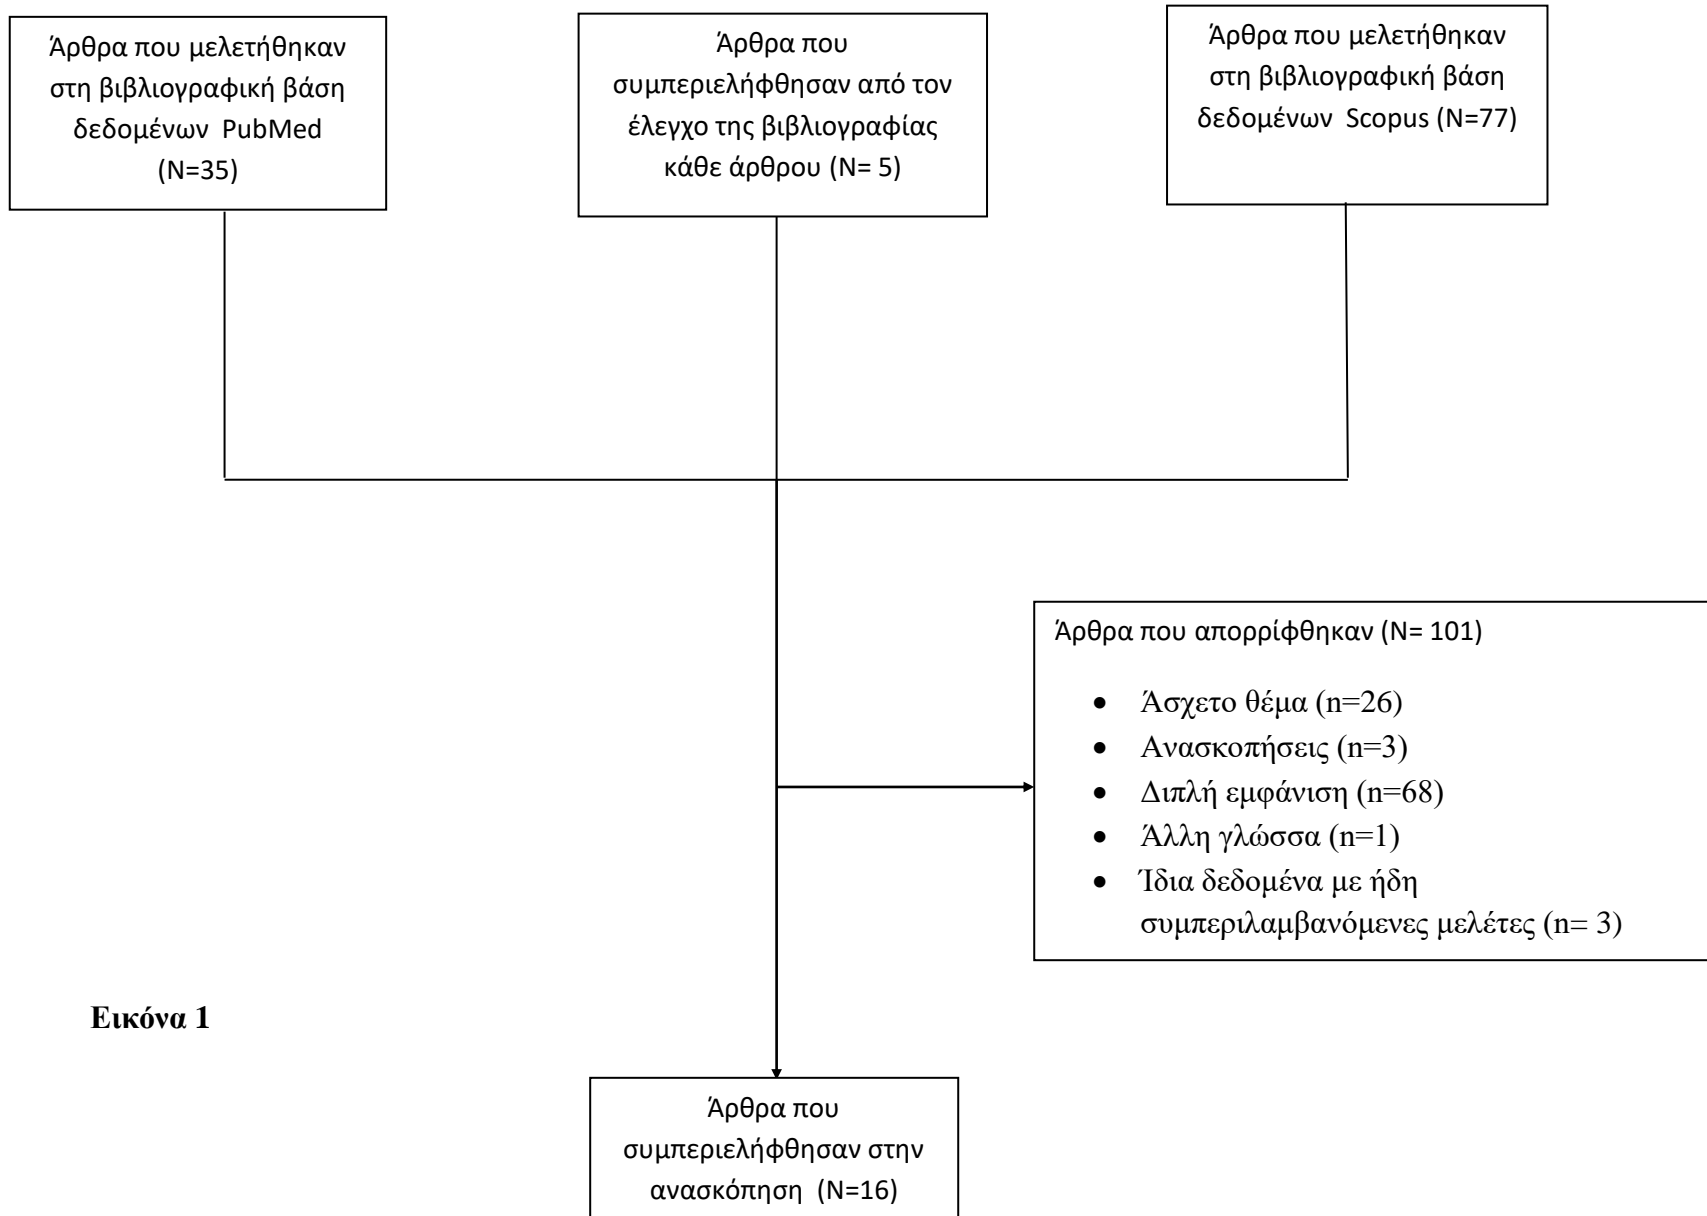 Άρθρα που μελετήθηκαν
στη βιβλιογραφική βάση
δεδομένων PubMed
(N=35)
Άρθρα που
συμπεριελήφθησαν από τον
έλεγχο της βιβλιογραφίας
κάθε άρθρου (N= 5)
Άρθρα που μελετήθηκαν
στη βιβλιογραφική βάση
δεδομένων Scopus (N=77)
Άρθρα που απορρίφθηκαν (N= 101)
• Άσχετο θέμα (n=26)
• Ανασκοπήσεις (n=3)
• Διπλή εμφάνιση (n=68)
• Άλλη γλώσσα (n=1)
• Ίδια δεδομένα με ήδη
συμπεριλαμβανόμενες μελέτες (n= 3)
Εικόνα 1
Άρθρα που
συμπεριελήφθησαν στην
ανασκόπηση (N=16)